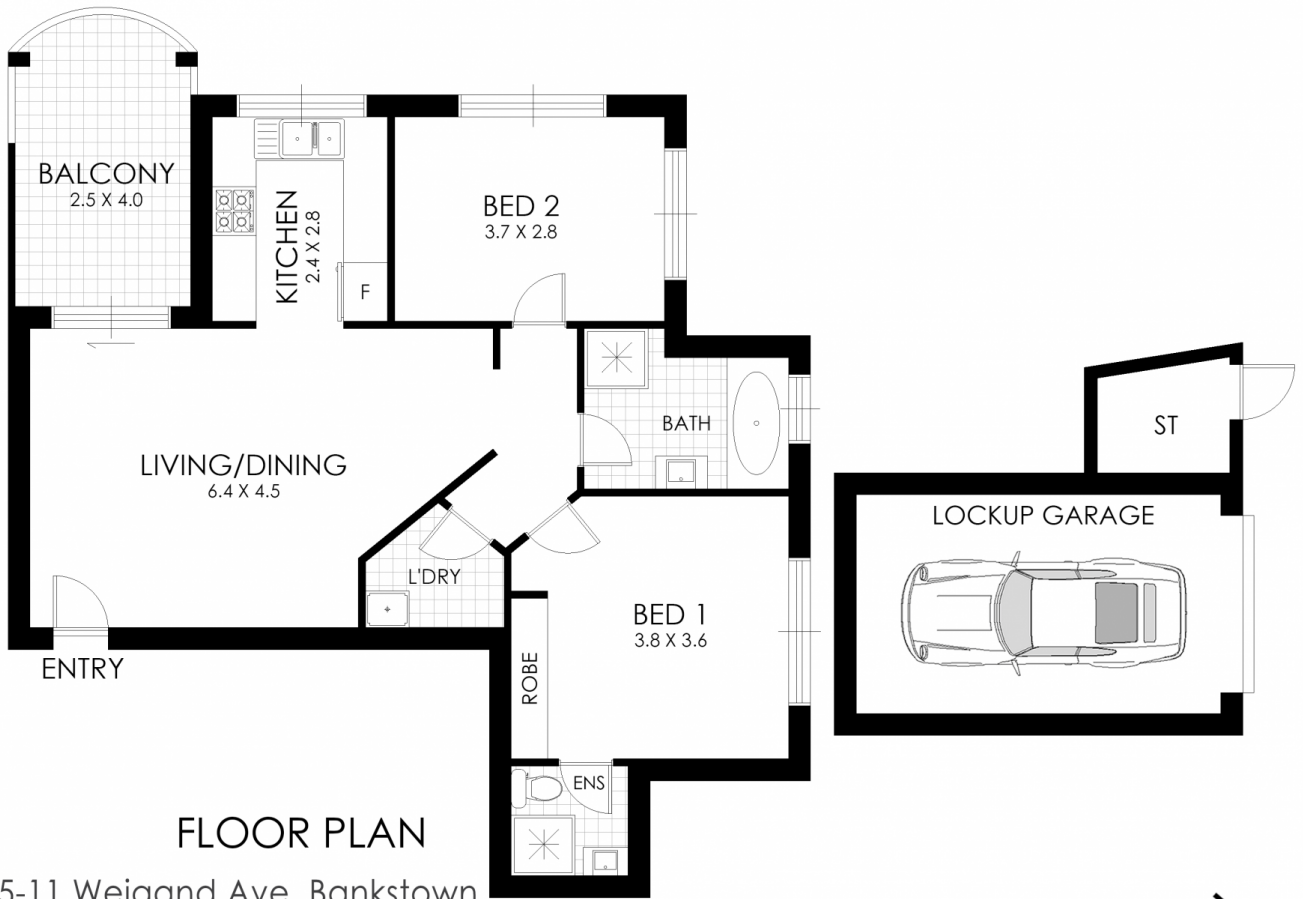 BALCONY
2.5 X 4.0
KITCHEN
2.4 X 2.8
F
BED 2
3.7 X 2.8
BATH
LIVING/DINING
6.4 X 4.5
L'DRY
ENTRY
BED 1
3.8 X 3.6
ROBE
ENS
ST
LOCKUP GARAGE
FLOOR PLAN
5-11 Weigand Ave, Bankstown